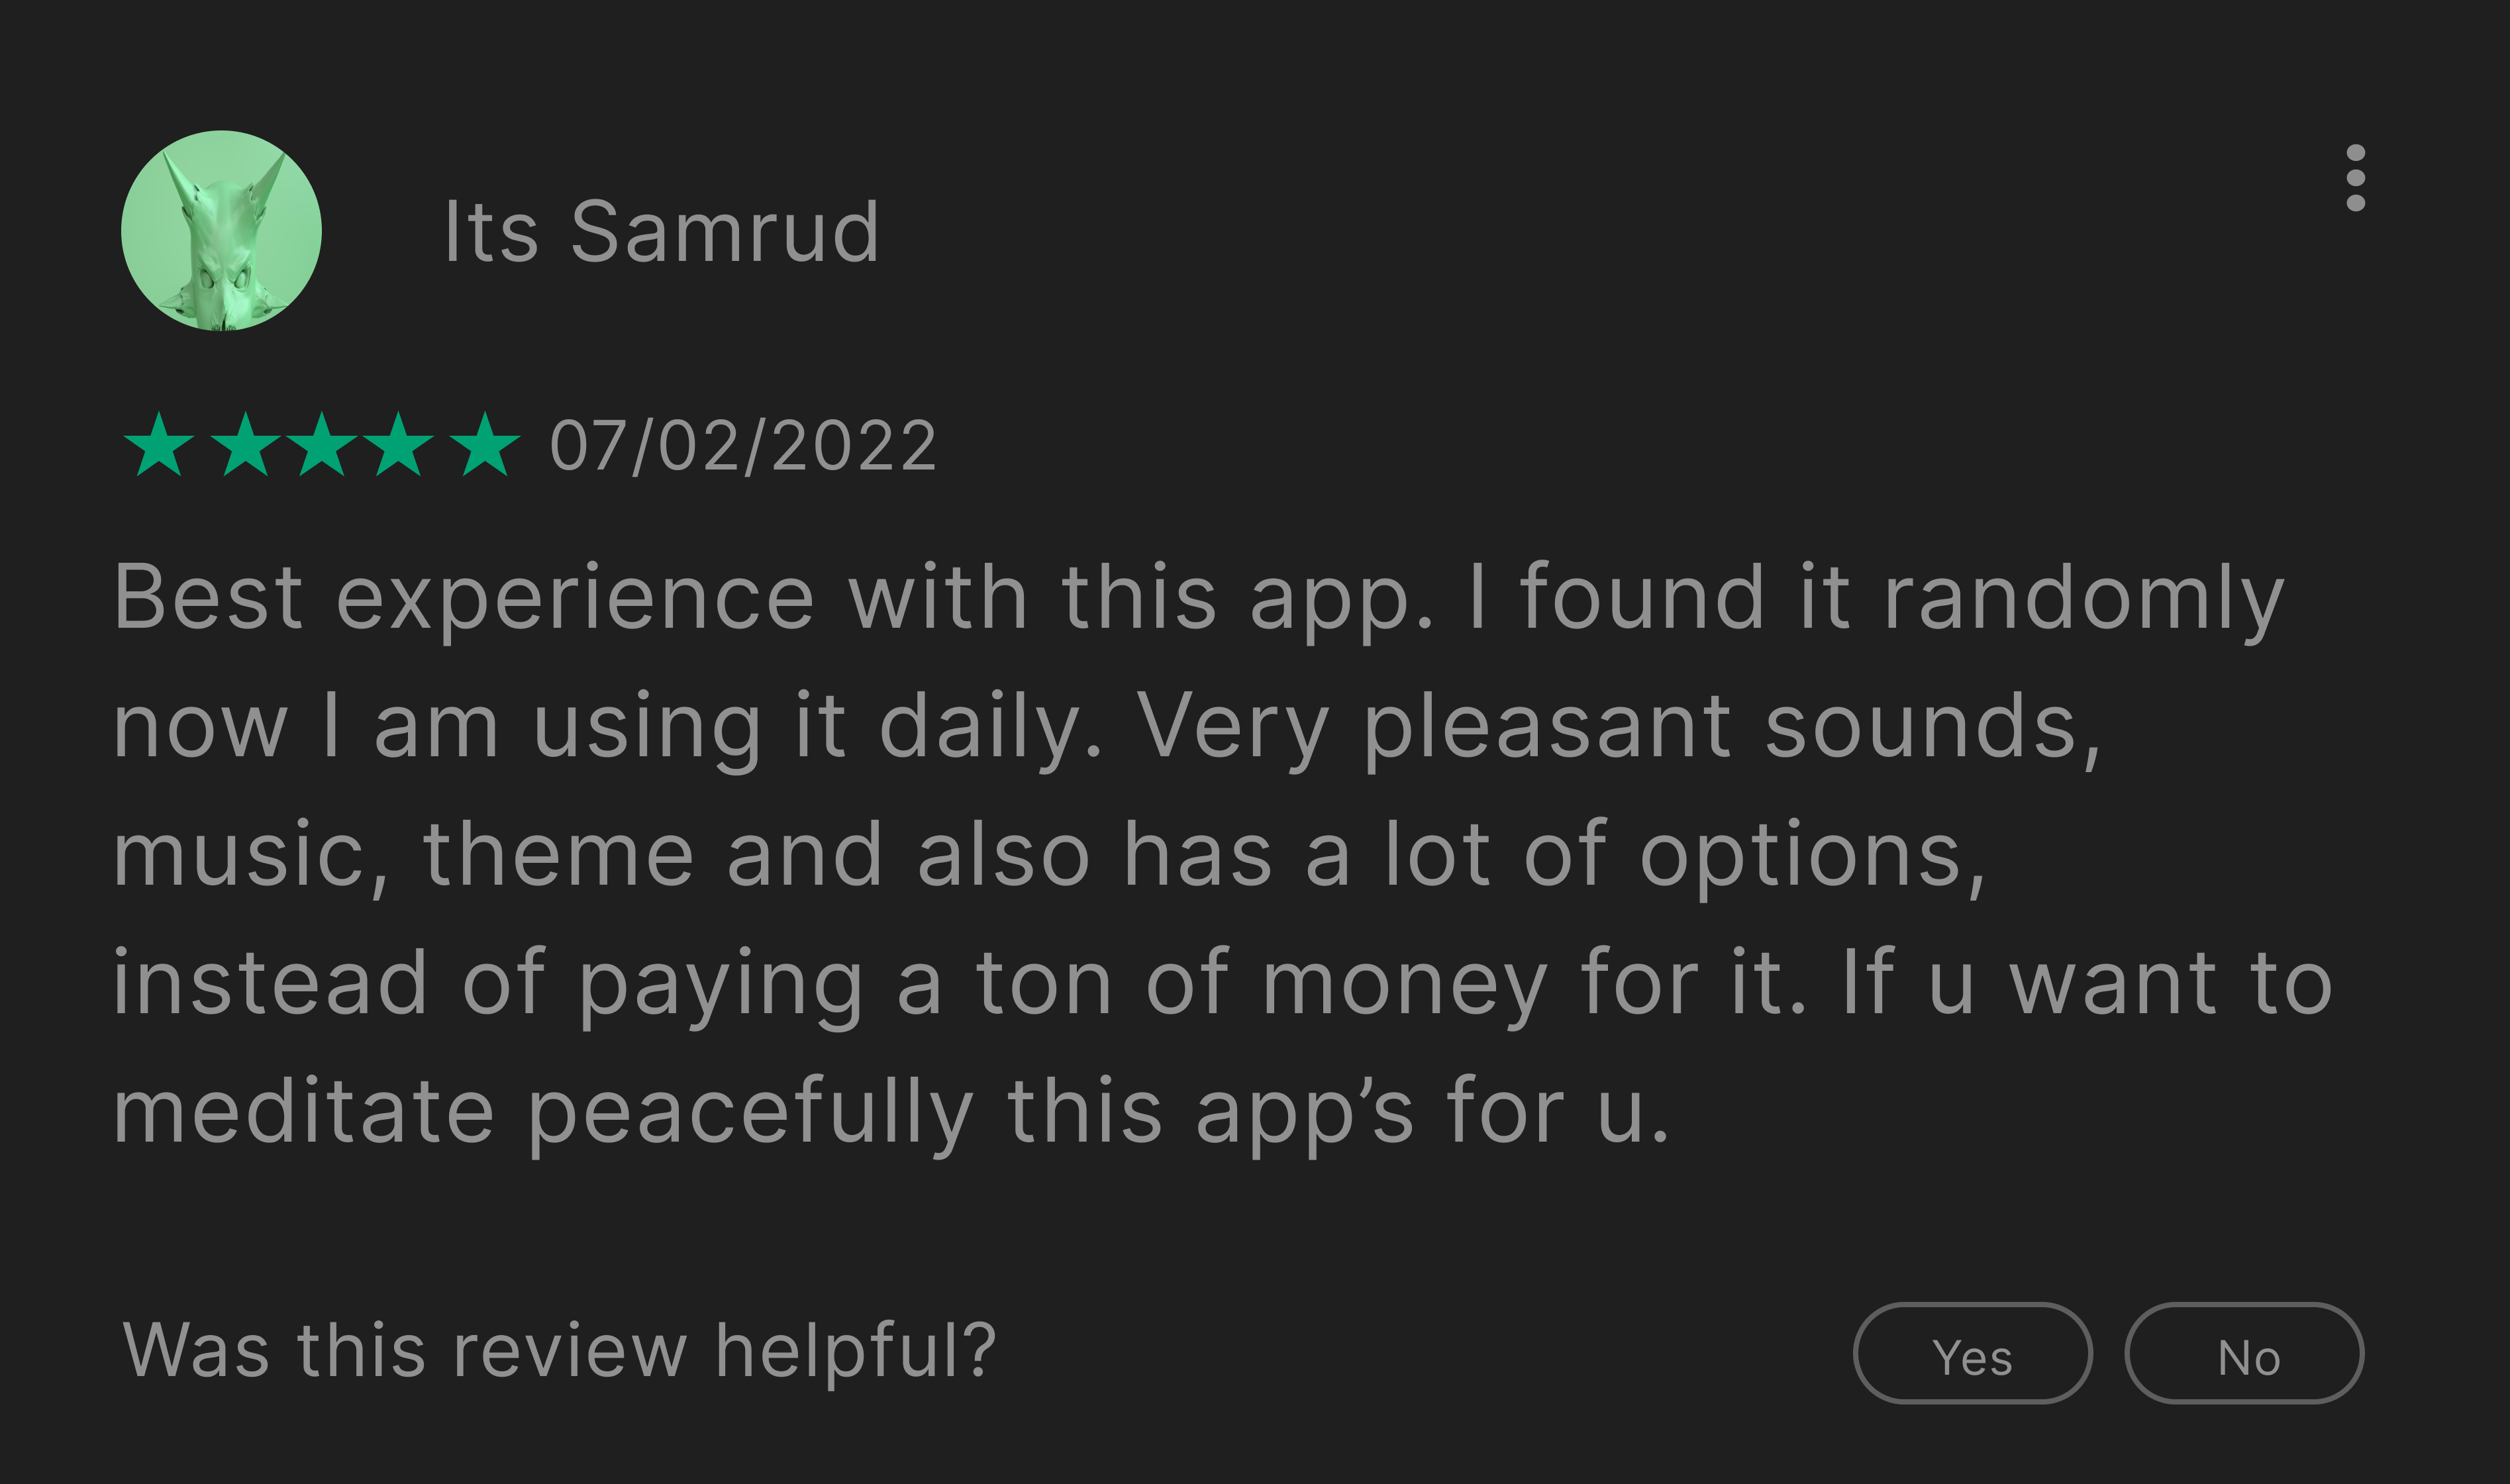 Its Samrud
07/02/2022
Best experience with this app. I found it randomly
now I am using it daily. Very pleasant sounds,
music, theme and also has a lot of options,
instead of paying a ton of money for it. If u want to
meditate peacefully this app’s for u.
Was this review helpful?
Yes
No